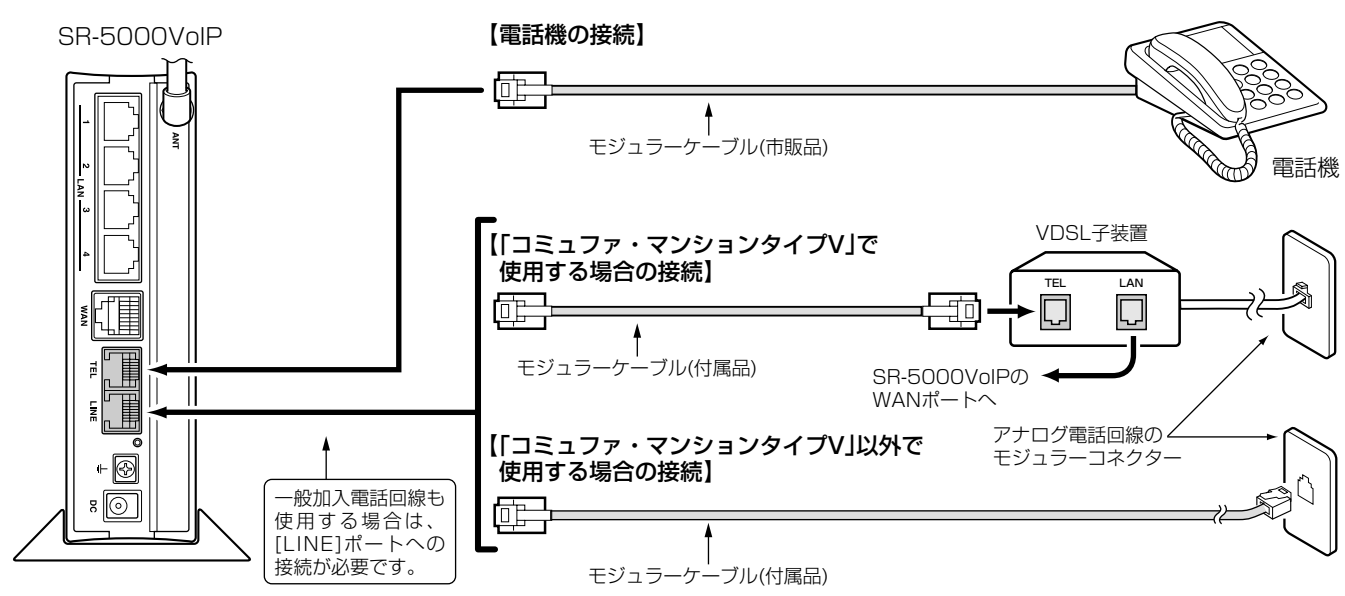 SR-5000VoIP
ANT
1
2
LAN
3
4
WAN
TEL
LINE
DC
【電話機の接続】
モジュラーケーブル(市販品)
電話機
【「コミュファ・マンションタイプV」で
使用する場合の接続】
モジュラーケーブル(付属品)
VDSL子装置
TEL
LAN
SR-5000VoIPの
WANポートへ
アナログ電話回線の
モジュラーコネクター
【「コミュファ・マンションタイプV」以外で
使用する場合の接続】
モジュラーケーブル(付属品)
一般加入電話回線も
使用する場合は、
[LINE]ポートへの
接続が必要です。